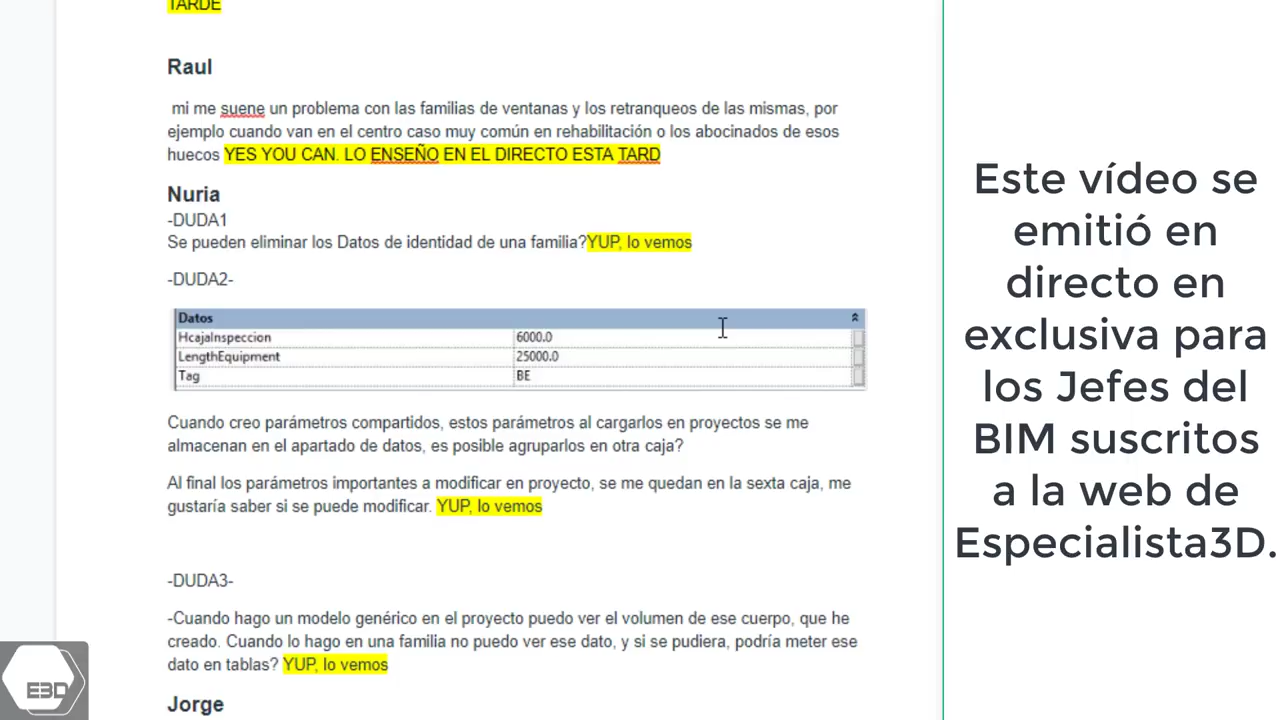 TARDE
Raul
mi me suene un problema con las familias de ventanas y los retranqueos de las mismas, por
ejemplo cuando van en el centro caso muy común en rehabilitación o los abocinados de esos
huecos YES YOU CAN. LO ENSEÑO EN EL DIRECTO ESTA TARD
Nuria
-DUDA1
Se pueden eliminar los Datos de identidad de una familia?YUP, lo vemos
-DUDA2-
Datos
HcajaInspeccion 6000.0
LengthEquipment 25000.0
Tag BE
Cuando creo parámetros compartidos, estos parámetros al cargarlos en proyectos se me
almacenan en el apartado de datos, es posible agruparlos en otra caja?
Al final los parámetros importantes a modificar en proyecto, se me quedan en la sexta caja, me
gustaría saber si se puede modificar. YUP, lo vemos
-DUDA3-
-Cuando hago un modelo genérico en el proyecto puedo ver el volumen de ese cuerpo, que he
creado. Cuando lo hago en una familia no puedo ver ese dato, y si se pudiera, podría meter ese
dato en tablas? YUP, lo vemos
Jorge
Este vídeo se
emitió en
directo en
exclusiva para
los Jefes del
BIM suscritos
a la web de
Especialista3D.
E3D